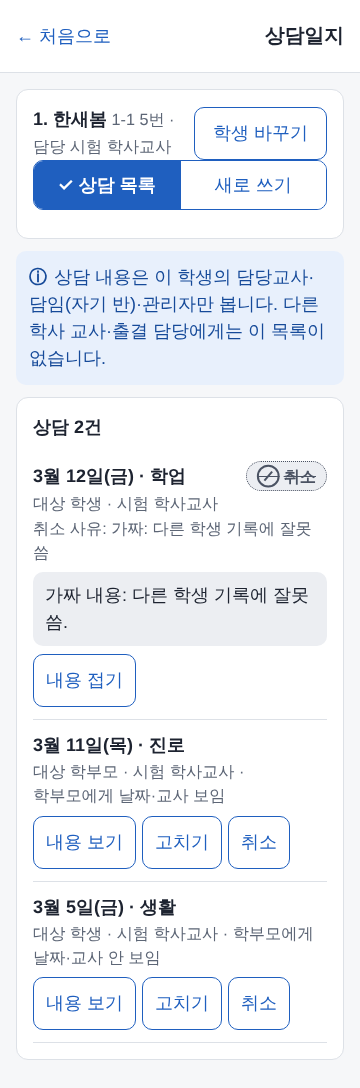 ← 처음으로
상담일지
1. 한새봄 1-1 5번 ·
담당 시험 학사교사
학생 바꾸기
✓ 상담 목록
새로 쓰기
ⓘ 상담 내용은 이 학생의 담당교사·
담임(자기 반)·관리자만 봅니다. 다른
학사 교사·출결 담당에게는 이 목록이
없습니다.
상담 2건
3월 12일(금) · 학업
취소
대상 학생 · 시험 학사교사
취소 사유: 가짜: 다른 학생 기록에 잘못
씀
가짜 내용: 다른 학생 기록에 잘못
씀.
내용 접기
3월 11일(목) · 진로
대상 학부모 · 시험 학사교사 ·
학부모에게 날짜·교사 보임
내용 보기
고치기
취소
3월 5일(금) · 생활
대상 학생 · 시험 학사교사 · 학부모에게
날짜·교사 안 보임
내용 보기
고치기
취소